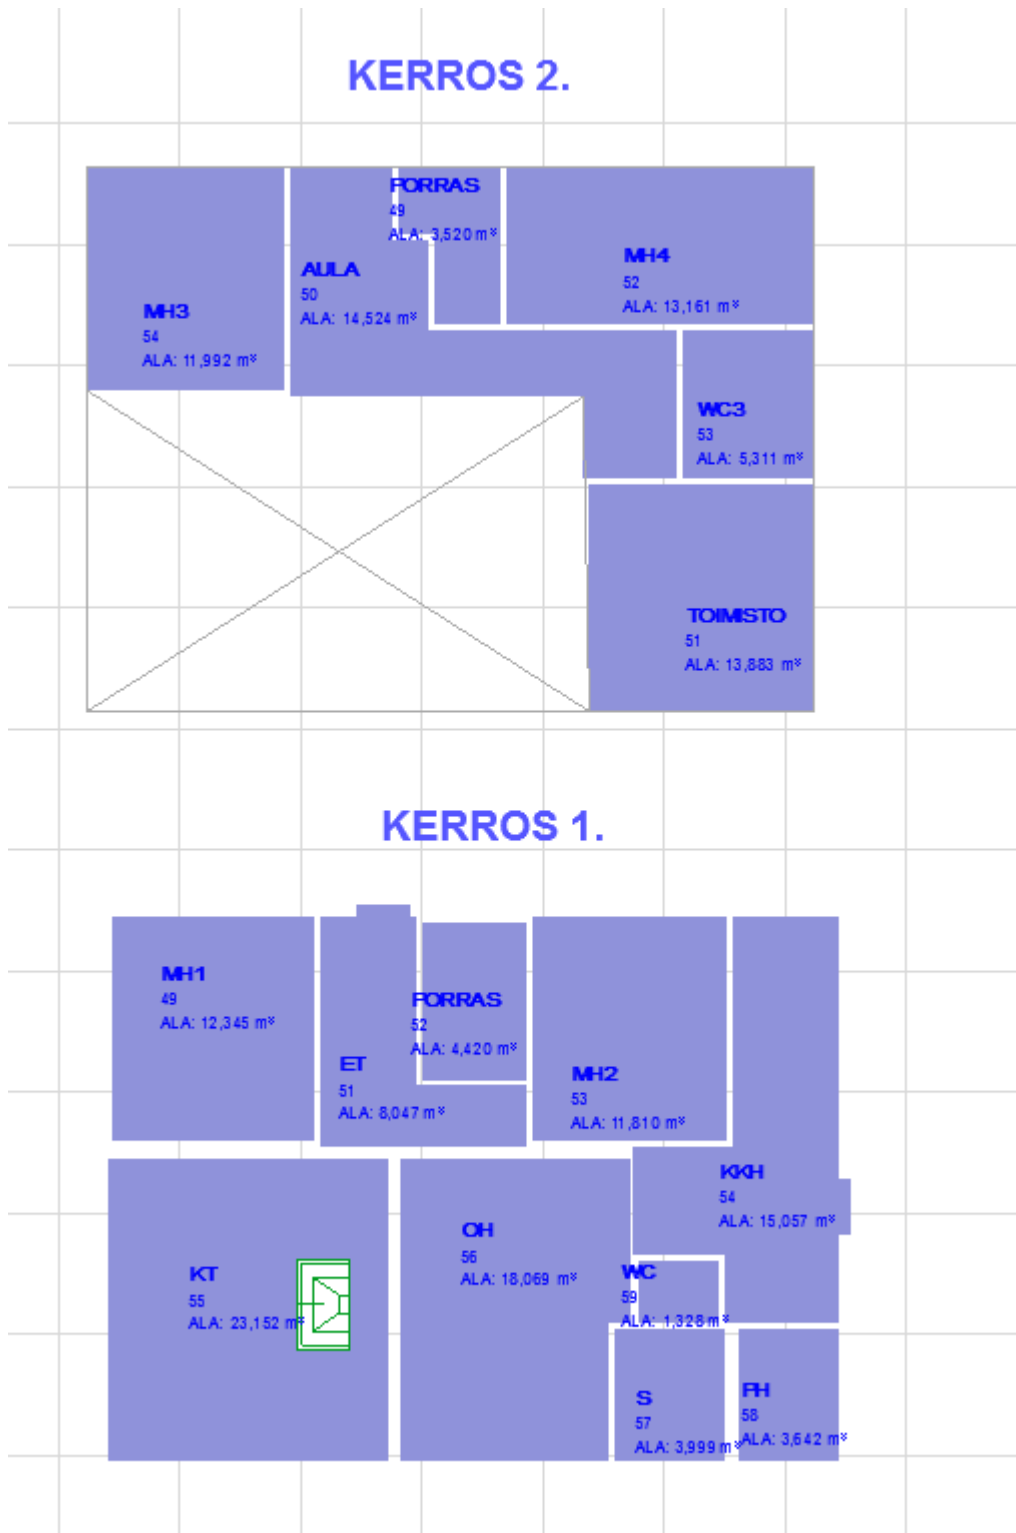 KERROS 2.
PORRAS
49
ALA: 3,520 m²
MH4
52
ALA: 13,161 m²
AULA
50
ALA: 14,524 m²
MH3
54
ALA: 11,992 m²
WC3
53
ALA: 5,311 m²
TOIMISTO
51
ALA: 13,883 m²
KERROS 1.
MH1
49
ALA: 12,345 m²
PORRAS
52
ALA: 4,420 m²
ET
51
ALA: 8,047 m²
MH2
53
ALA: 11,810 m²
KKH
54
ALA: 15,057 m²
OH
56
ALA: 18,069 m²
KT
55
ALA: 23,152 m²
WC
59
ALA: 1,328 m²
S
57
ALA: 3,999 m²
PH
58
ALA: 3,642 m²